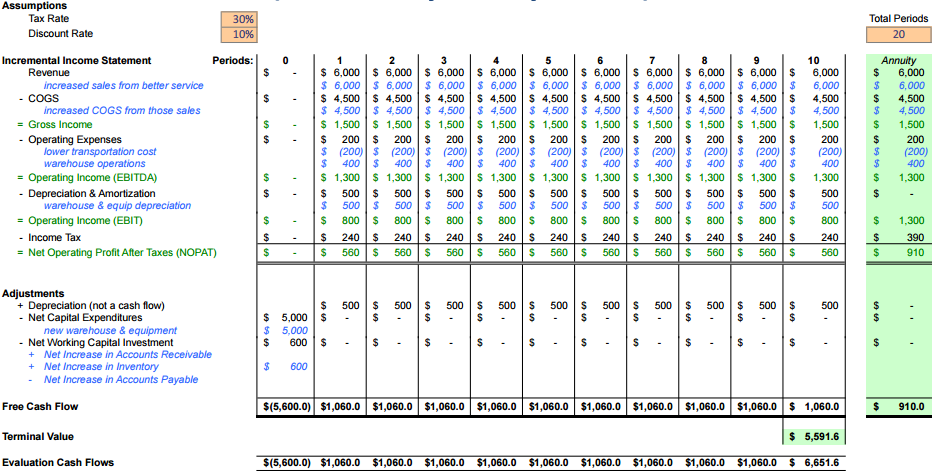 Assumptions
Tax Rate 30%
Discount Rate 10%
Total Periods
20
Incremental Income Statement Periods: 0 1 2 3 4 5 6 7 8 9 10 Annuity
Revenue $ - $ 6,000 $ 6,000 $ 6,000 $ 6,000 $ 6,000 $ 6,000 $ 6,000 $ 6,000 $ 6,000 $ 6,000 $ 6,000
increased sales from better service $ 6,000 $ 6,000 $ 6,000 $ 6,000 $ 6,000 $ 6,000 $ 6,000 $ 6,000 $ 6,000 $ 6,000 $ 6,000
- COGS $ - $ 4,500 $ 4,500 $ 4,500 $ 4,500 $ 4,500 $ 4,500 $ 4,500 $ 4,500 $ 4,500 $ 4,500 $ 4,500
increased COGS from those sales $ 4,500 $ 4,500 $ 4,500 $ 4,500 $ 4,500 $ 4,500 $ 4,500 $ 4,500 $ 4,500 $ 4,500 $ 4,500
= Gross Income $ - $ 1,500 $ 1,500 $ 1,500 $ 1,500 $ 1,500 $ 1,500 $ 1,500 $ 1,500 $ 1,500 $ 1,500 $ 1,500
- Operating Expenses $ - $ 200 $ 200 $ 200 $ 200 $ 200 $ 200 $ 200 $ 200 $ 200 $ 200 $ 200
lower transportation cost $ (200) $ (200) $ (200) $ (200) $ (200) $ (200) $ (200) $ (200) $ (200) $ (200) $ (200)
warehouse operations $ 400 $ 400 $ 400 $ 400 $ 400 $ 400 $ 400 $ 400 $ 400 $ 400 $ 400
= Operating Income (EBITDA) $ - $ 1,300 $ 1,300 $ 1,300 $ 1,300 $ 1,300 $ 1,300 $ 1,300 $ 1,300 $ 1,300 $ 1,300 $ 1,300
- Depreciation & Amortization $ - $ 500 $ 500 $ 500 $ 500 $ 500 $ 500 $ 500 $ 500 $ 500 $ 500 $ -
warehouse & equip depreciation $ 500 $ 500 $ 500 $ 500 $ 500 $ 500 $ 500 $ 500 $ 500 $ 500
= Operating Income (EBIT) $ - $ 800 $ 800 $ 800 $ 800 $ 800 $ 800 $ 800 $ 800 $ 800 $ 800 $ 1,300
- Income Tax $ - $ 240 $ 240 $ 240 $ 240 $ 240 $ 240 $ 240 $ 240 $ 240 $ 240 $ 390
= Net Operating Profit After Taxes (NOPAT) $ - $ 560 $ 560 $ 560 $ 560 $ 560 $ 560 $ 560 $ 560 $ 560 $ 560 $ 910
Adjustments
+ Depreciation (not a cash flow) $ 500 $ 500 $ 500 $ 500 $ 500 $ 500 $ 500 $ 500 $ 500 $ 500 $ -
- Net Capital Expenditures $ 5,000 $ - $ - $ - $ - $ - $ - $ - $ - $ - $ - $ -
new warehouse & equipment $ 5,000
- Net Working Capital Investment $ 600 $ - $ - $ - $ - $ - $ - $ - $ - $ - $ - $ -
+ Net Increase in Accounts Receivable
+ Net Increase in Inventory $ 600
- Net Increase in Accounts Payable
Free Cash Flow $(5,600.0) $1,060.0 $1,060.0 $1,060.0 $1,060.0 $1,060.0 $1,060.0 $1,060.0 $1,060.0 $1,060.0 $ 1,060.0 $ 910.0
Terminal Value $ 5,591.6
Evaluation Cash Flows $(5,600.0) $1,060.0 $1,060.0 $1,060.0 $1,060.0 $1,060.0 $1,060.0 $1,060.0 $1,060.0 $1,060.0 $ 6,651.6